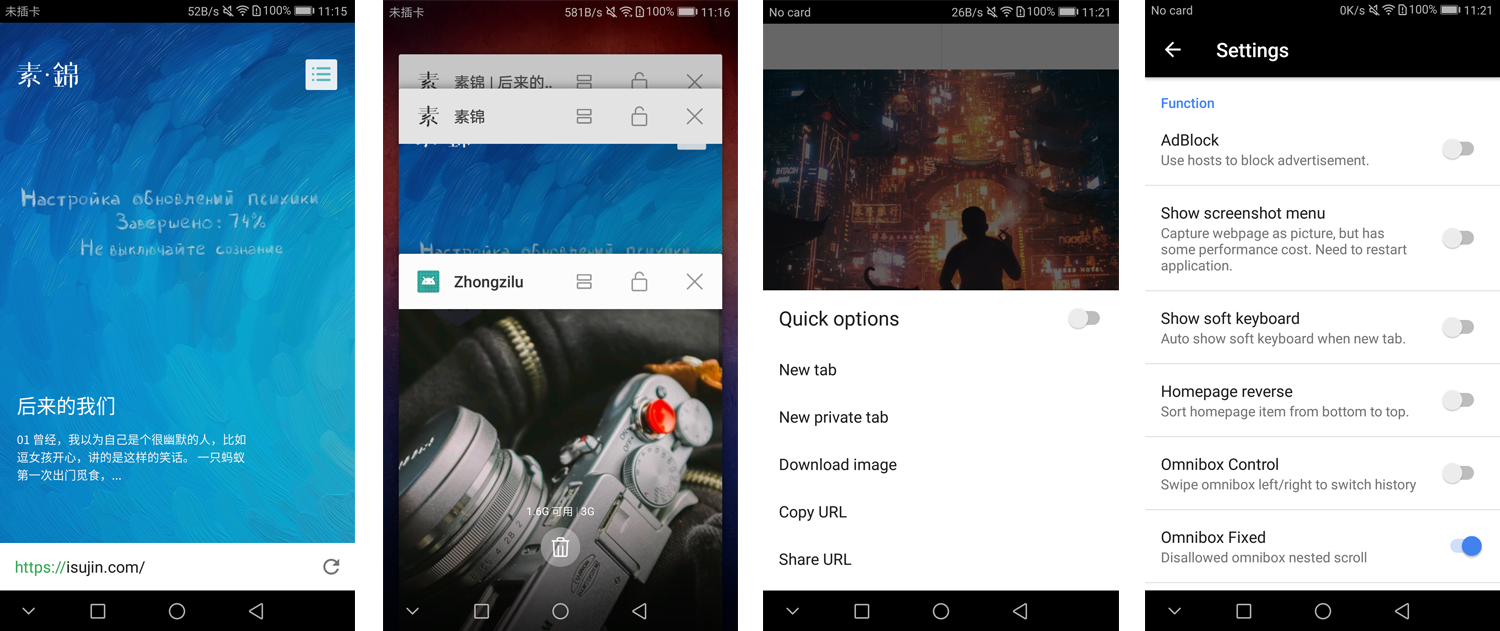 未插卡 52B/s 100% 11:15
素·錦
Настройка обновлений психики
Завершено: 74%
Не выключайте сознание
后来的我们
01 曾经，我以为自己是个很幽默的人，比如
逗女孩开心，讲的是这样的笑话。 一只蚂蚁
第一次出门觅食，...
https://isujin.com/
未插卡 581B/s 100% 11:16
素 素锦 | 后来的..
素 素锦
Настройка обновлений психики
Zhongzilu
ON
OFF
1.6G 可用 | 3G
FUJIFILM
No card 26B/s 100% 11:21
noodle
HOTEL
Quick options
New tab
New private tab
Download image
Copy URL
Share URL
No card 0K/s 100% 11:21
Settings
Function
AdBlock
Use hosts to block advertisement.
Show screenshot menu
Capture webpage as picture, but has
some performance cost. Need to restart
application.
Show soft keyboard
Auto show soft keyboard when new tab.
Homepage reverse
Sort homepage item from bottom to top.
Omnibox Control
Swipe omnibox left/right to switch history
Omnibox Fixed
Disallowed omnibox nested scroll